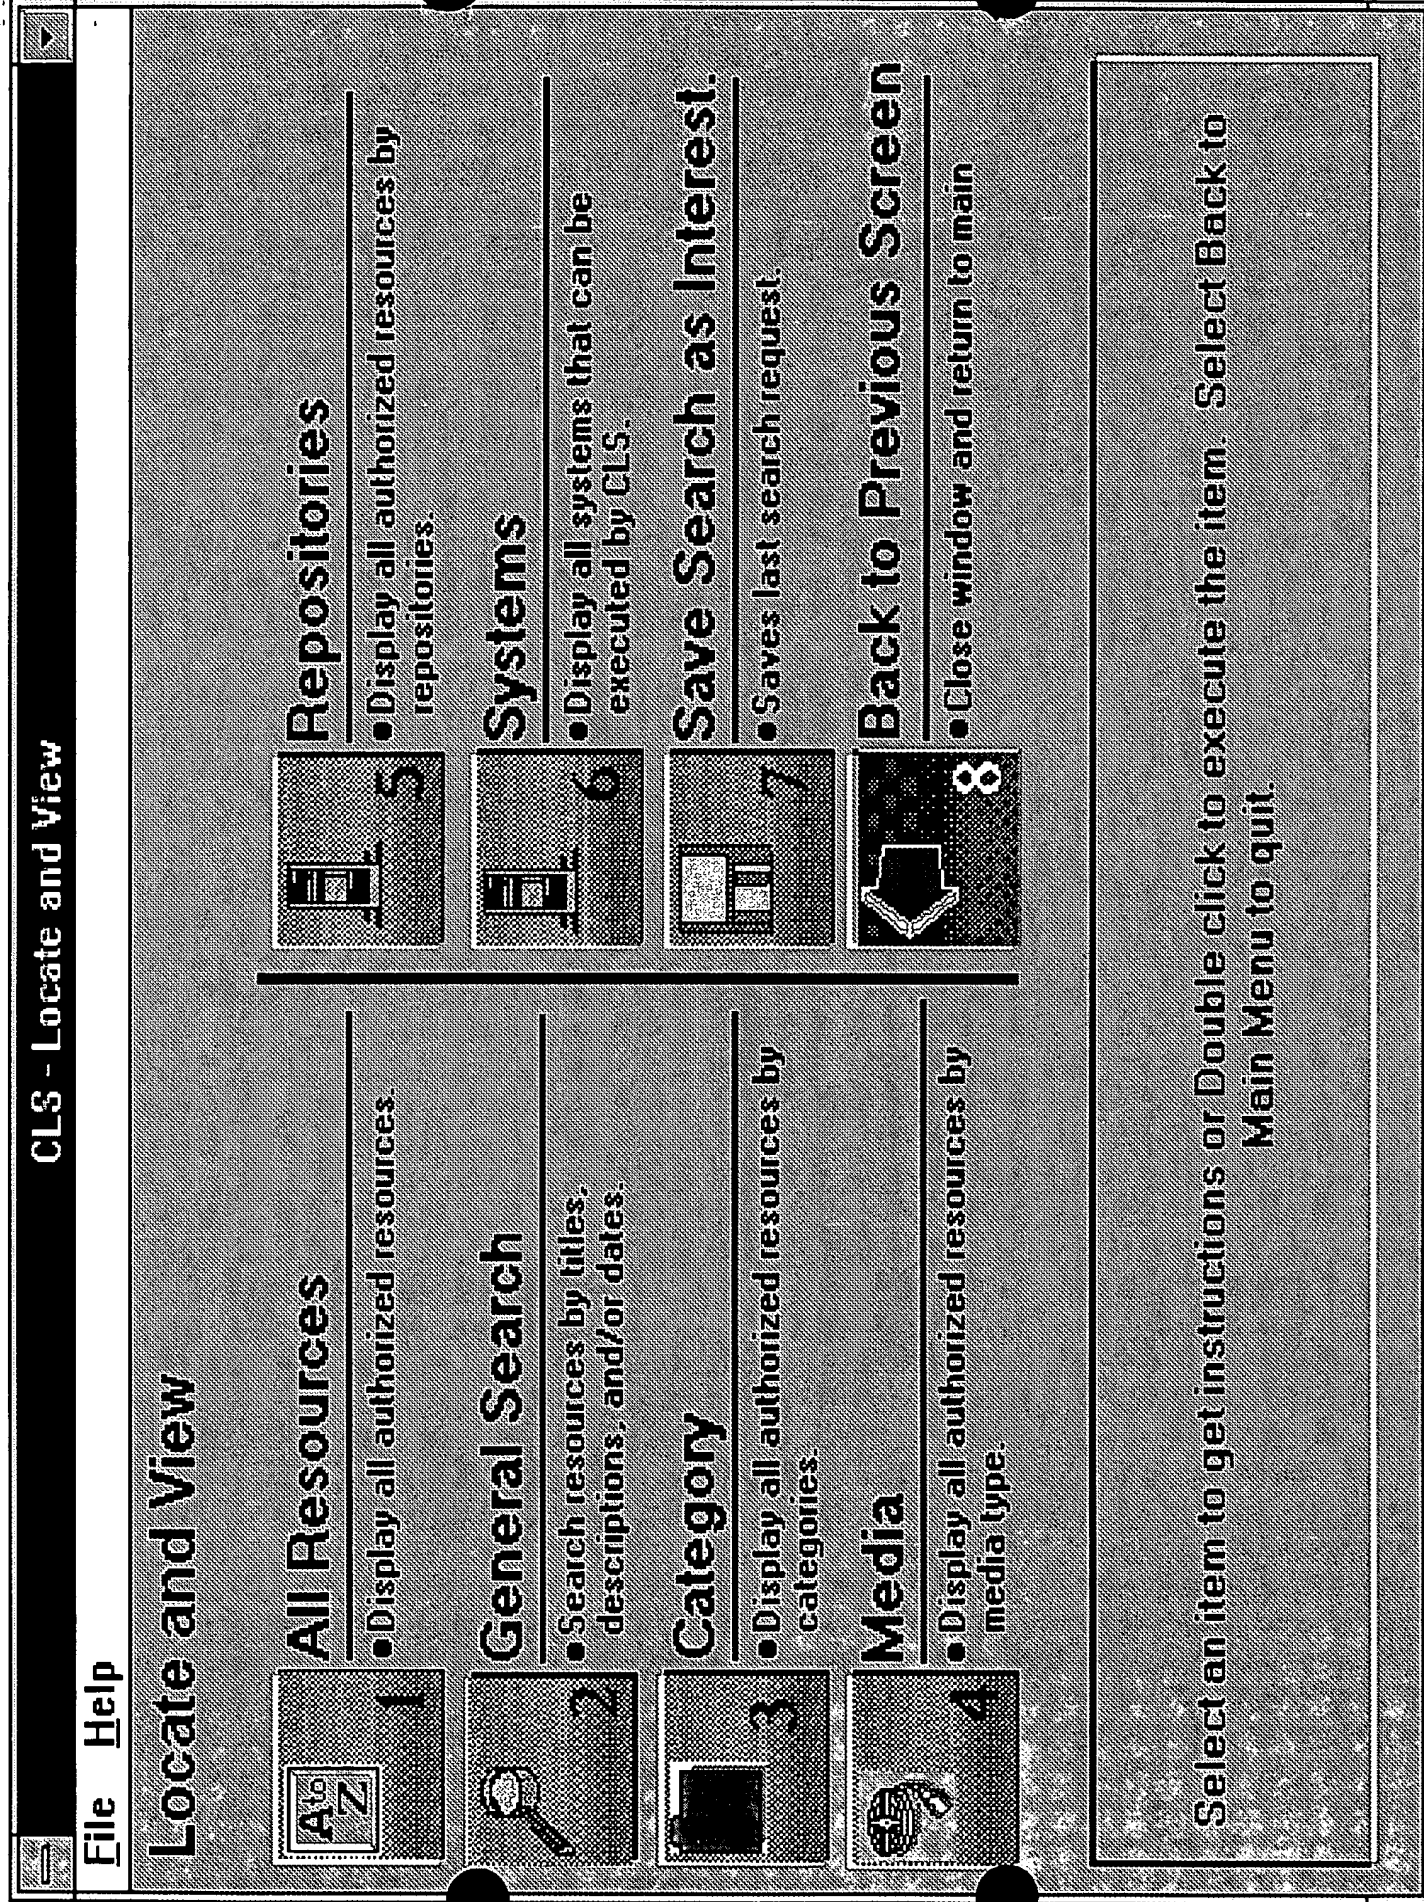 CLS - Locate and View
File Help
Locate and View
A to
Z
1
All Resources
●Display all authorized resources.
2
General Search
●Search resources by titles,
descriptions, and/or dates.
3
Category
●Display all authorized resources by
categories.
4
Media
●Display all authorized resources by
media type.
5
Repositories
●Display all authorized resources by
repositories.
6
Systems
●Display all systems that can be
executed by CLS.
7
Save Search as Interest.
●Saves last search request.
8
Back to Previous Screen
●Close window and return to main
Select an item to get instructions or Double click to execute the item. Select Back to
Main Menu to quit.